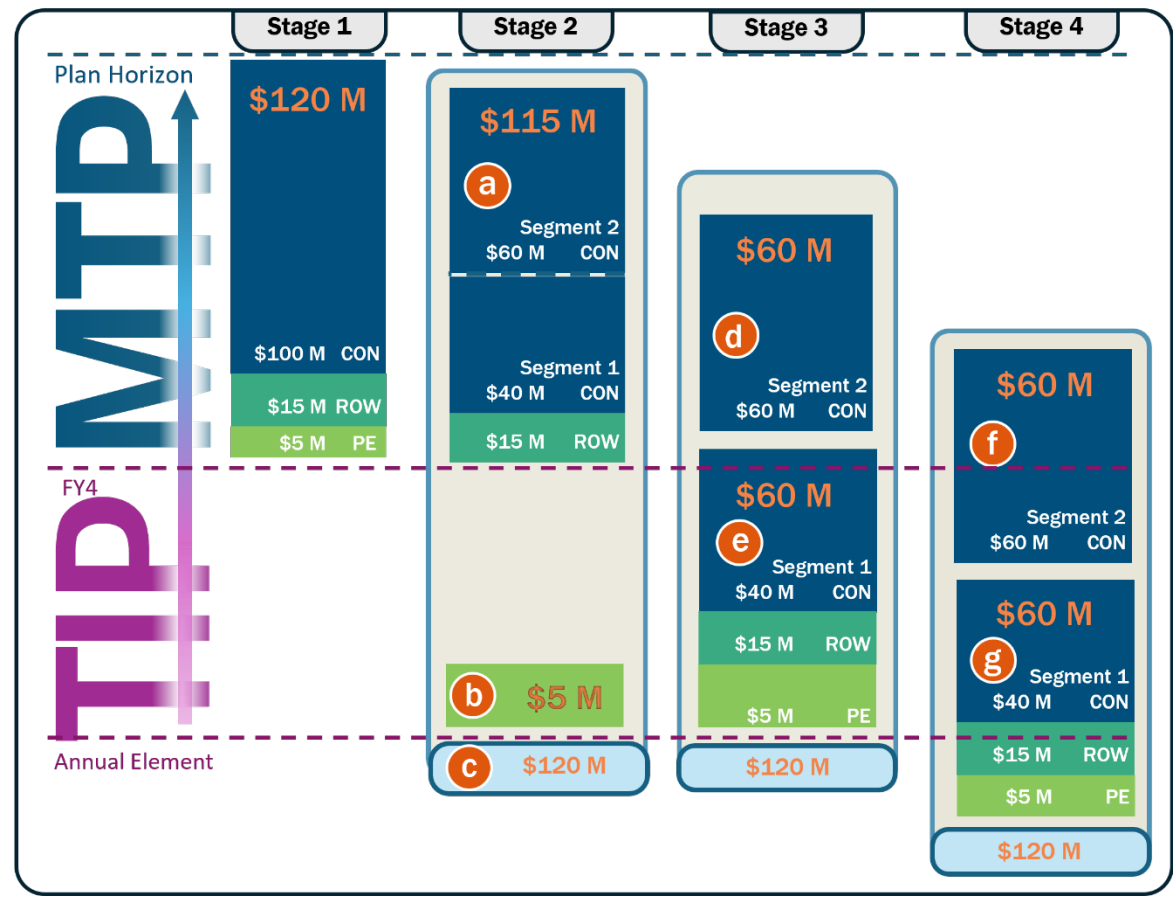 Stage 1
Stage 2
Stage 3
Stage 4
Plan Horizon
MTP
FY4
TIP
Annual Element
$120 M
$100 M CON
$15 M ROW
$5 M PE
$115 M
a
Segment 2
$60 M CON
Segment 1
$40 M CON
$15 M ROW
b $5 M
c $120 M
$60 M
d
Segment 2
$60 M CON
$60 M
e
Segment 1
$40 M CON
$15 M ROW
$5 M PE
$120 M
$60 M
f
Segment 2
$60 M CON
$60 M
g
Segment 1
$40 M CON
$15 M ROW
$5 M PE
$120 M